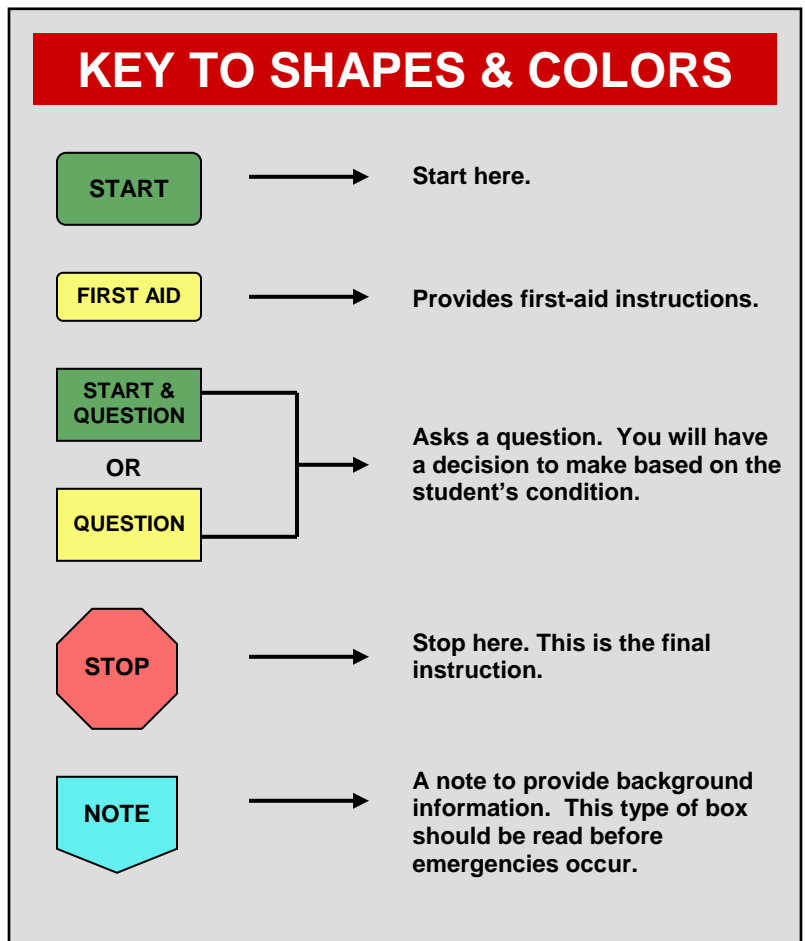 KEY TO SHAPES & COLORS
START
Start here.
FIRST AID
Provides first-aid instructions.
START &
QUESTION
OR
QUESTION
Asks a question.  You will have
a decision to make based on the
student’s condition.
STOP
Stop here. This is the final
instruction.
NOTE
A note to provide background
information.  This type of box
should be read before
emergencies occur.